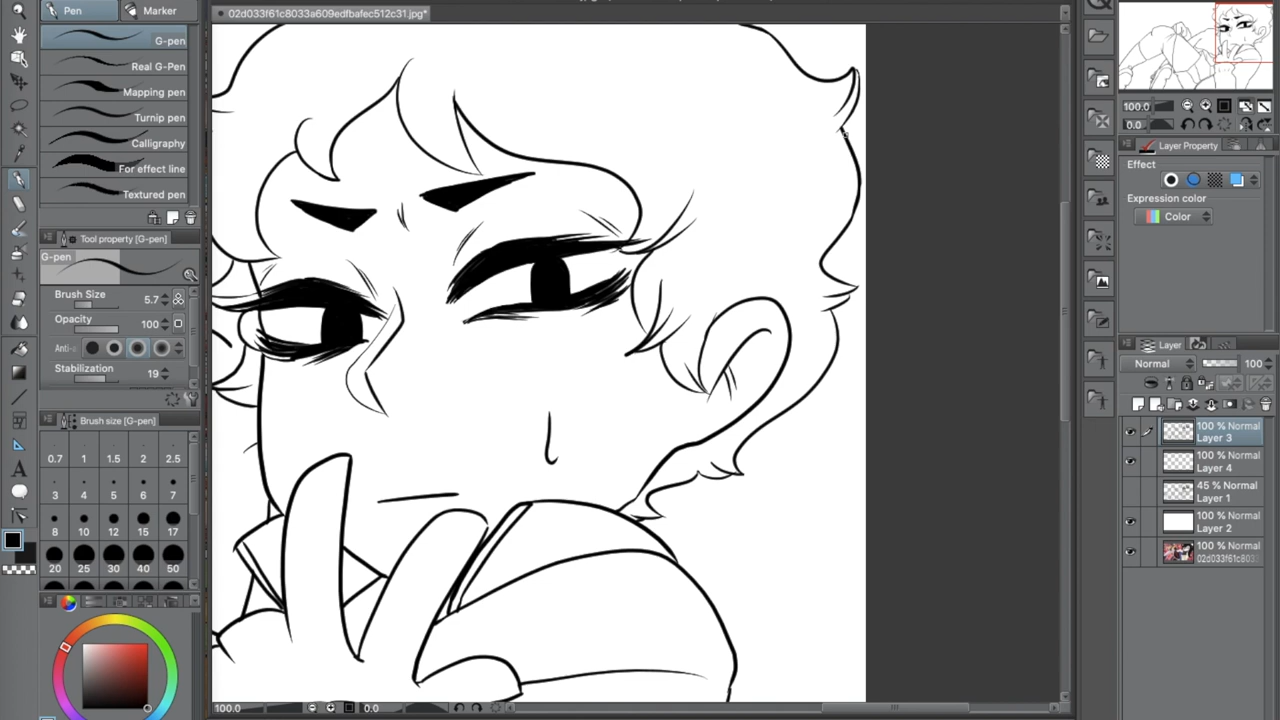 Pen
Marker
02d033f61c8033a609edfbafec512c31.jpg*
G-pen
Real G-Pen
Mapping pen
Turnip pen
Calligraphy
For effect line
Textured pen
Tool property [G-pen]
G-pen
Brush Size 5.7
Opacity 100
Stabilization 19
Brush size [G-pen]
0.7 1 1.5 2 2.5
3 4 5 6 7
8 10 12 15 17
20 25 30 40 50
A
100.0 0.0
100.0
0.0
Layer Property
Effect
Expression color
Color
Layer
Normal 100
100 % Normal
Layer 3
100 % Normal
Layer 4
45 % Normal
Layer 1
100 % Normal
Layer 2
100 % Normal